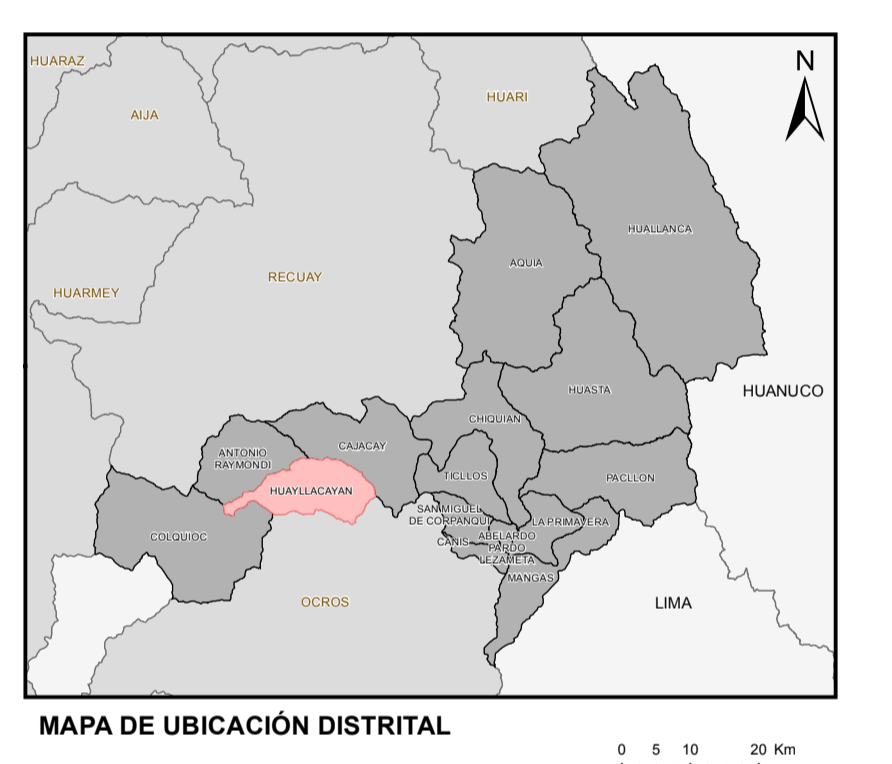 HUARAZ
N
HUARI
AIJA
HUALLANCA
AQUIA
RECUAY
HUARMEY
HUASTA
HUANUCO
CHIQUIAN
CAJACAY
ANTONIO
RAYMONDI
TICLLOS
PACLLON
HUAYLLACAYAN
SAN MIGUEL
DE CORPANQUI
LA PRIMAVERA
COLQUIOC
CANIS
ABELARDO
PARDO
LEZAMETA
MANGAS
OCROS
LIMA
MAPA DE UBICACIÓN DISTRITAL
0 5 10 20 Km